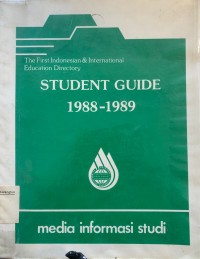 The First Indonesian & International
Education Directory
STUDENT GUIDE
1988-1989
media informasi studi